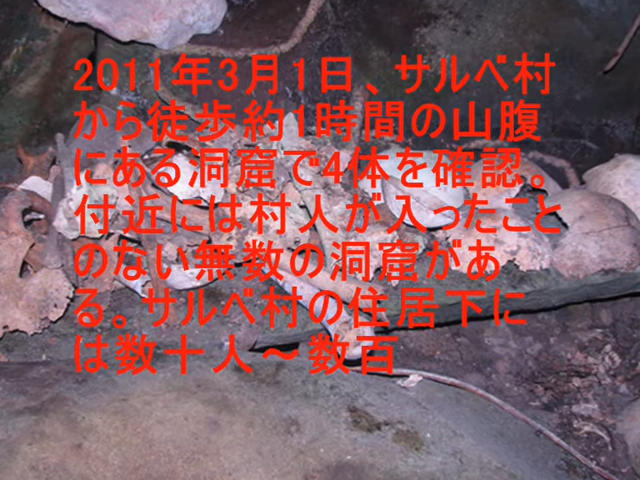 2011年3月1日、サルベ村
から徒歩約1時間の山腹
にある洞窟で4体を確認。
付近には村人が入ったこと
のない無数の洞窟があ
る。サルベ村の住居下に
は数十人～数百